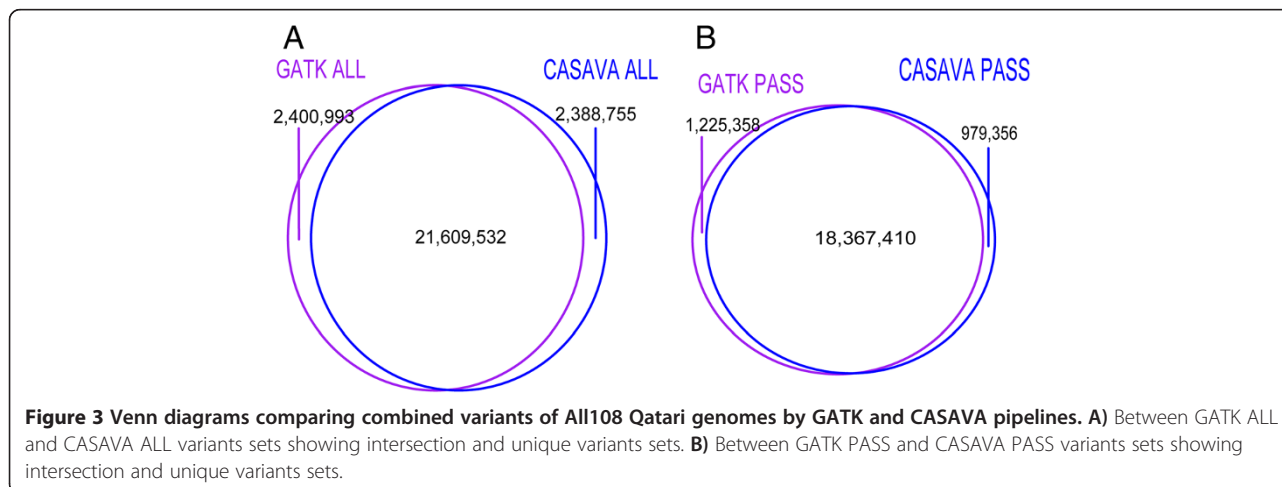 A
B
GATK ALL
CASAVA ALL
GATK PASS
CASAVA PASS
2,400,993
2,388,755
1,225,358
979,356
21,609,532
18,367,410
Figure 3 Venn diagrams comparing combined variants of All108 Qatari genomes by GATK and CASAVA pipelines. A) Between GATK ALL
and CASAVA ALL variants sets showing intersection and unique variants sets. B) Between GATK PASS and CASAVA PASS variants sets showing
intersection and unique variants sets.